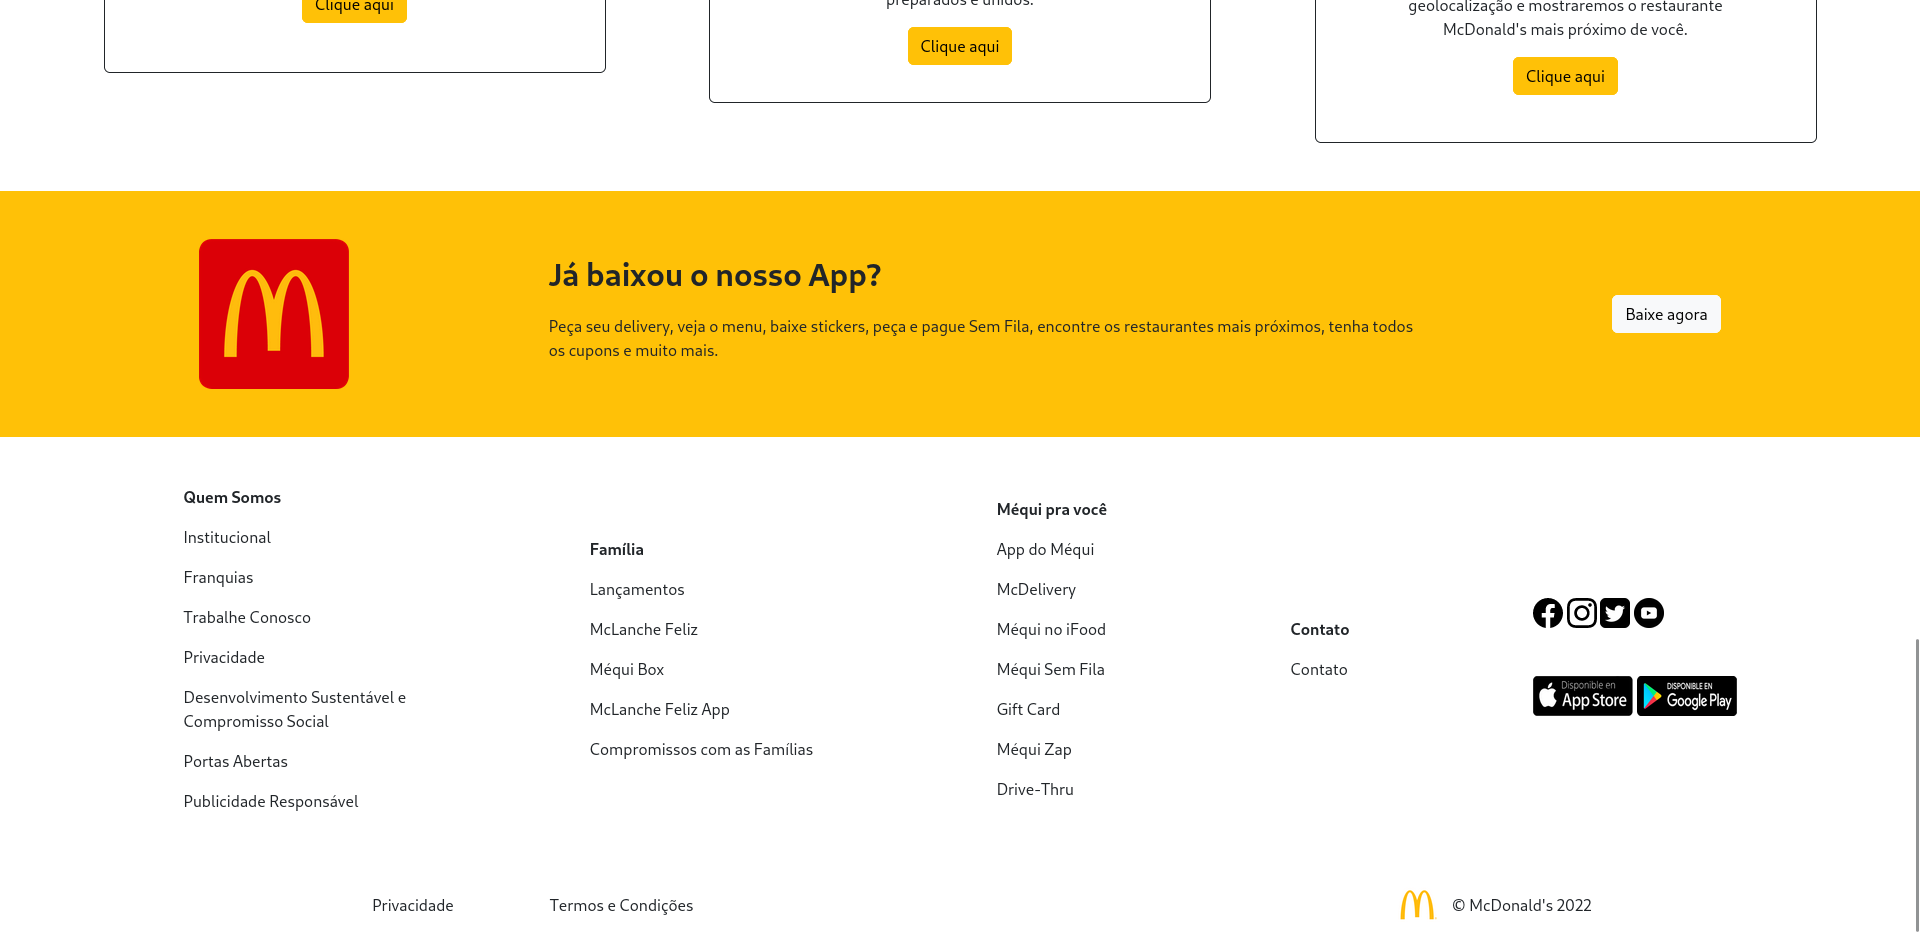 Clique aqui
preparados e unidos.
Clique aqui
geolocalização e mostraremos o restaurante
McDonald's mais próximo de você.
Clique aqui
Já baixou o nosso App?
Peça seu delivery, veja o menu, baixe stickers, peça e pague Sem Fila, encontre os restaurantes mais próximos, tenha todos
os cupons e muito mais.
Baixe agora
Quem Somos
Institucional
Franquias
Trabalhe Conosco
Privacidade
Desenvolvimento Sustentável e
Compromisso Social
Portas Abertas
Publicidade Responsável
Família
Lançamentos
McLanche Feliz
Méqui Box
McLanche Feliz App
Compromissos com as Famílias
Méqui pra você
App do Méqui
McDelivery
Méqui no iFood
Méqui Sem Fila
Gift Card
Méqui Zap
Drive-Thru
Contato
Contato
Disponible en
App Store
DISPONIBLE EN
Google Play
Privacidade
Termos e Condições
© McDonald's 2022